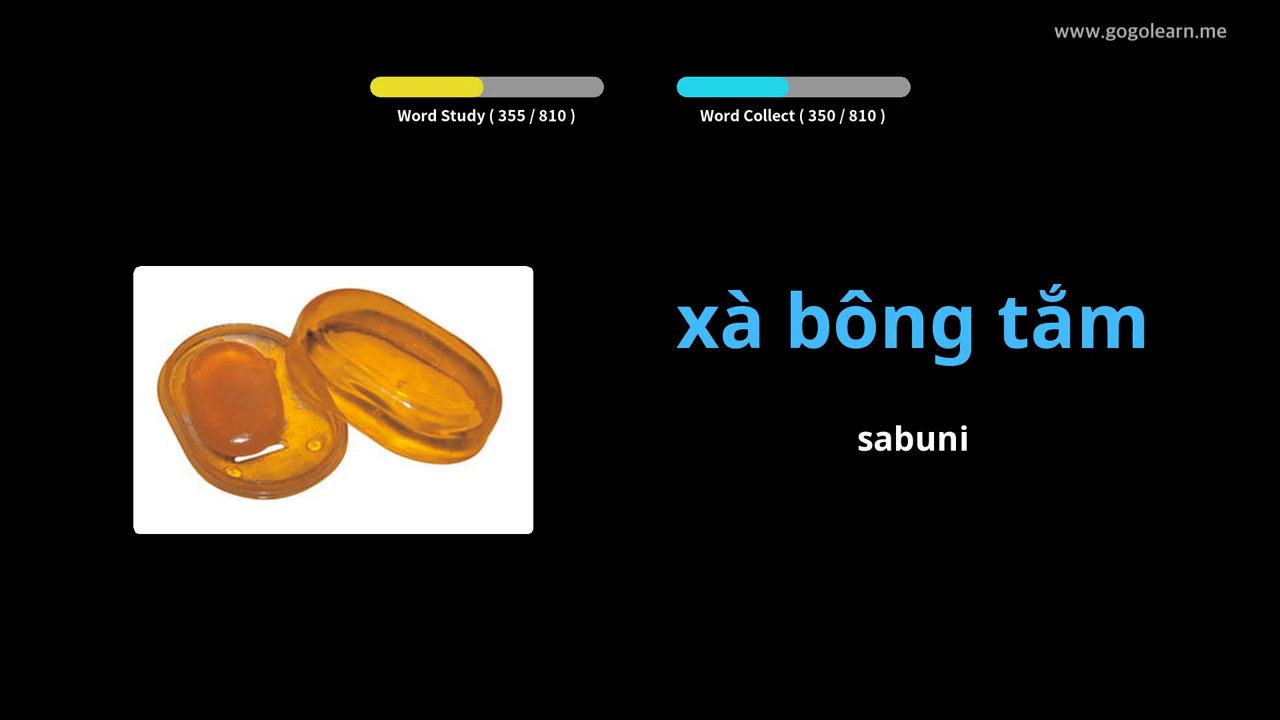 www.gogolearn.me
Word Study ( 355 / 810 )
Word Collect ( 350 / 810 )
xà bông tắm
sabuni